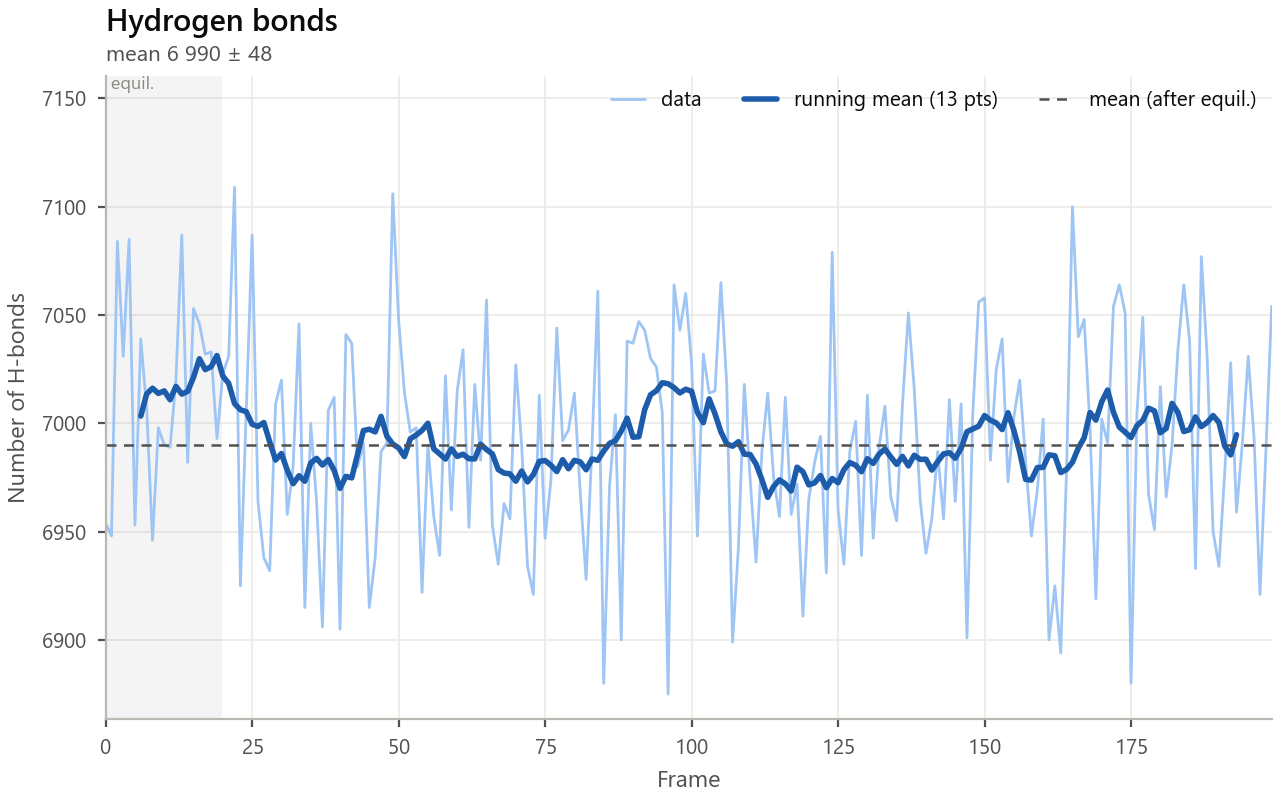 Hydrogen bonds
mean 6 990 ± 48
equil.
data
running mean (13 pts)
mean (after equil.)
7150
7100
7050
7000
6950
6900
Number of H-bonds
0 25 50 75 100 125 150 175
Frame